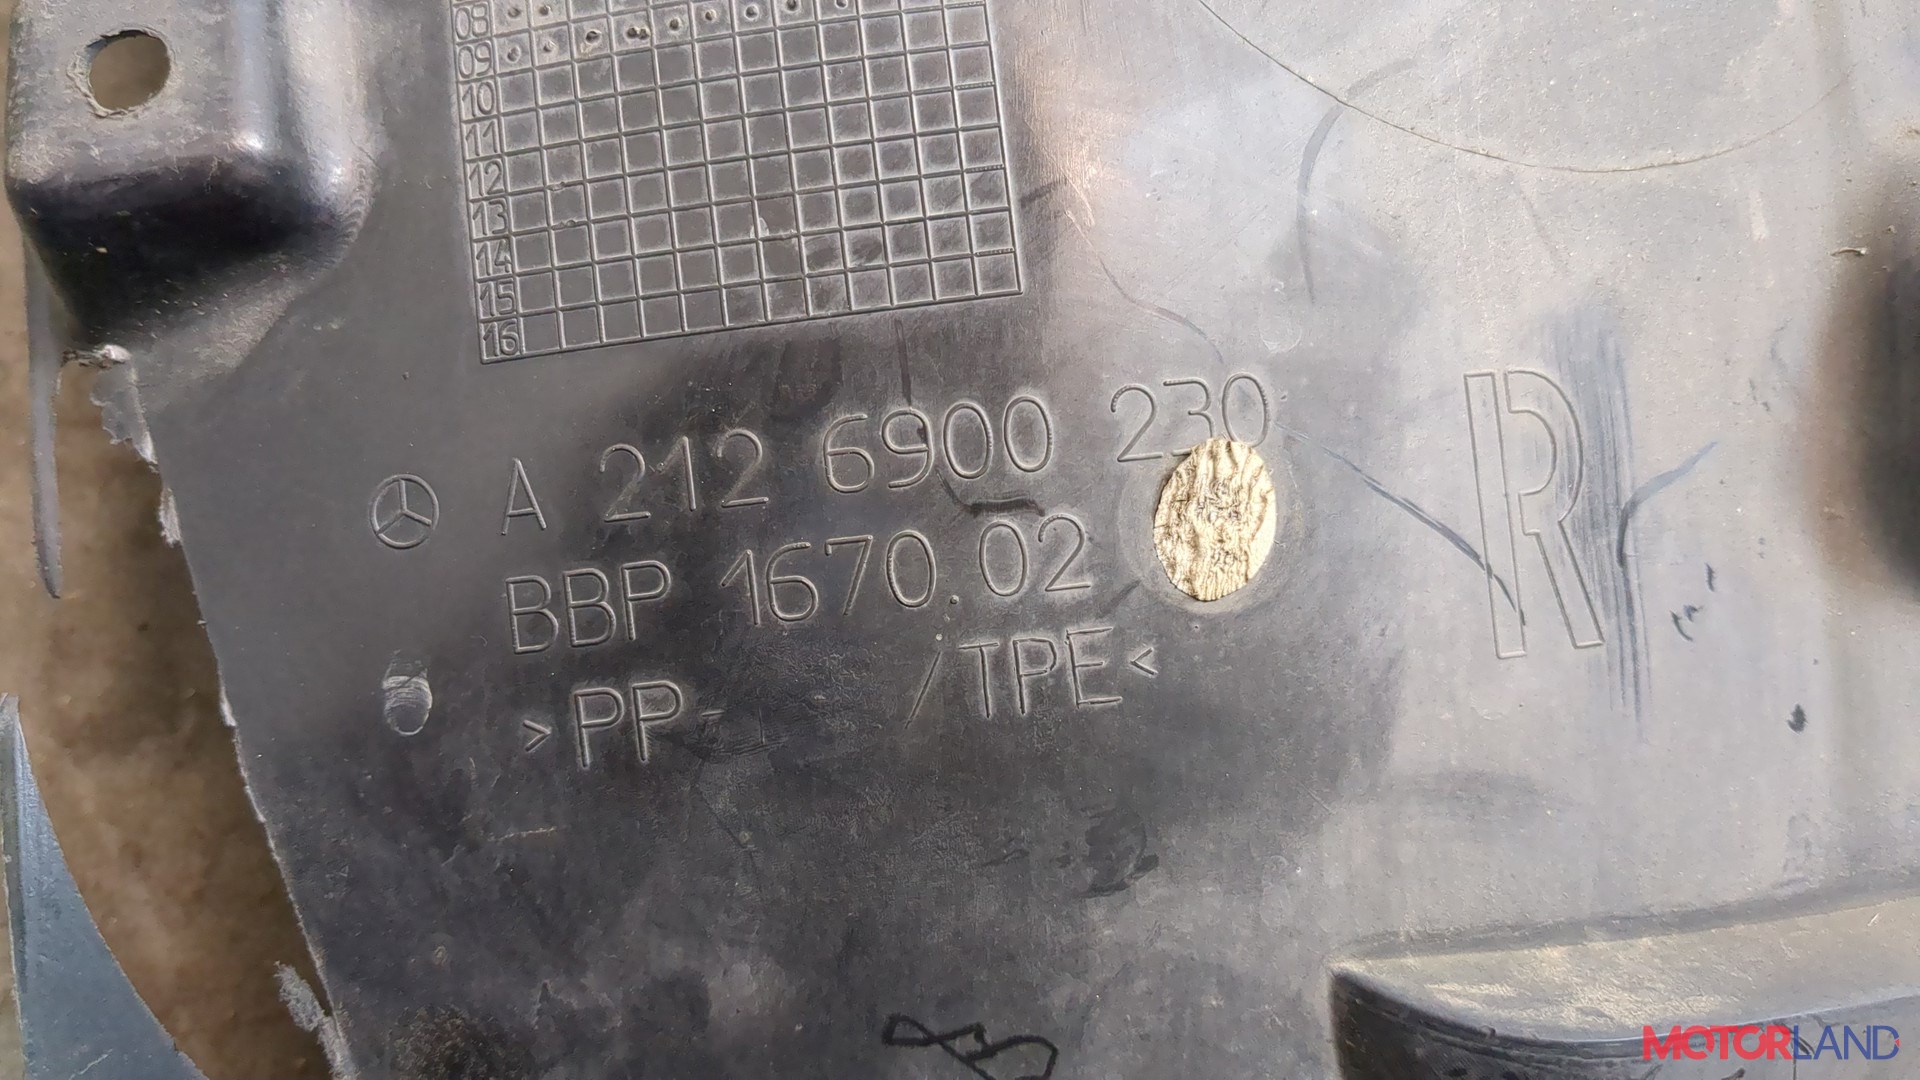 08
09
10
11
12
13
14
15
16
A 212 6900 230
BBP 1670.02
>PP- /TPE<
R
MOTORLAND